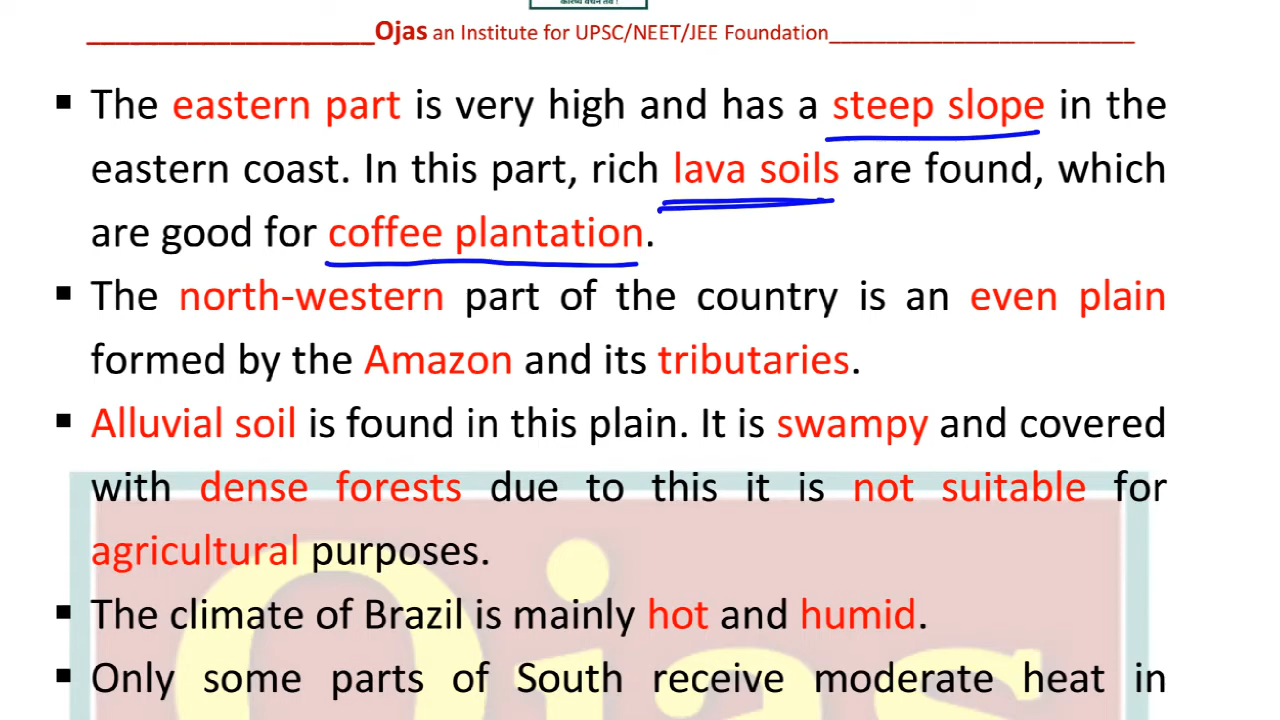 कारुण्य वचन तव !
____________________Ojas an Institute for UPSC/NEET/JEE Foundation___________________________
▪ The eastern part is very high and has a steep slope in the
eastern coast. In this part, rich lava soils are found, which
are good for coffee plantation.
▪ The north-western part of the country is an even plain
formed by the Amazon and its tributaries.
▪ Alluvial soil is found in this plain. It is swampy and covered
with dense forests due to this it is not suitable for
agricultural purposes.
▪ The climate of Brazil is mainly hot and humid.
▪ Only some parts of South receive moderate heat in
Ojas